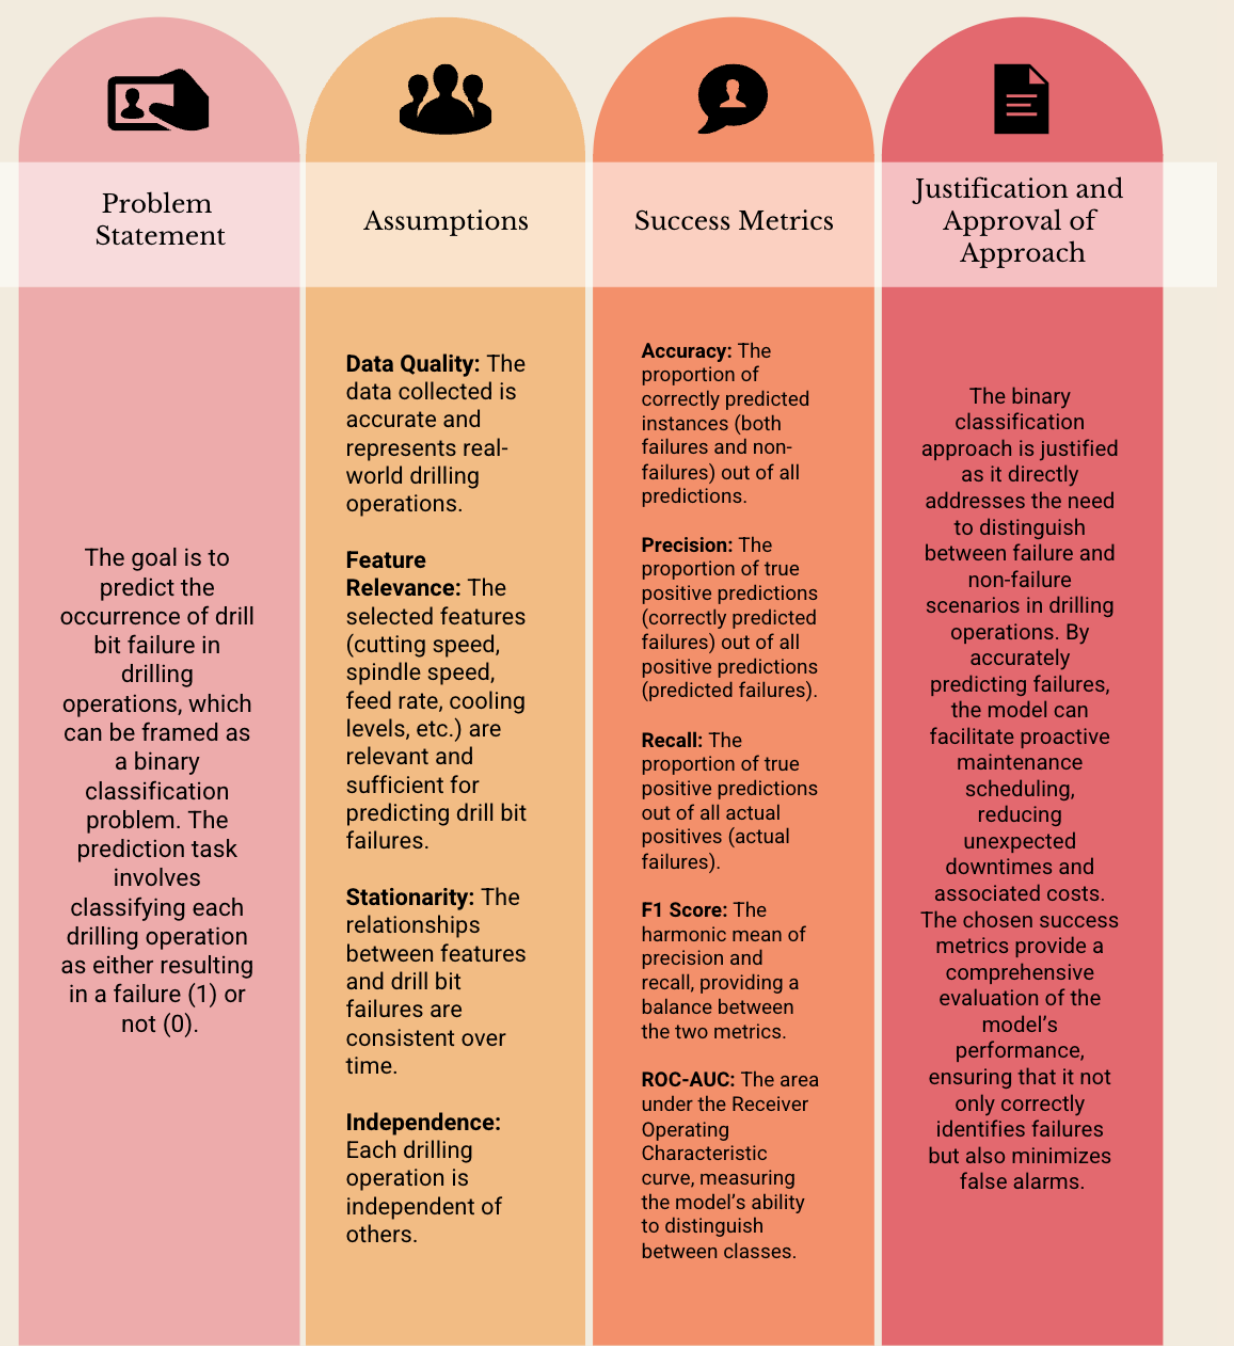 Problem
Statement
The goal is to
predict the
occurrence of drill
bit failure in
drilling
operations, which
can be framed as
a binary
classification
problem. The
prediction task
involves
classifying each
drilling operation
as either resulting
in a failure (1) or
not (0).
Assumptions
Data Quality: The
data collected is
accurate and
represents real-
world drilling
operations.
Feature
Relevance: The
selected features
(cutting speed,
spindle speed,
feed rate, cooling
levels, etc.) are
relevant and
sufficient for
predicting drill bit
failures.
Stationarity: The
relationships
between features
and drill bit
failures are
consistent over
time.
Independence:
Each drilling
operation is
independent of
others.
Success Metrics
Accuracy: The
proportion of
correctly predicted
instances (both
failures and non-
failures) out of all
predictions.
Precision: The
proportion of true
positive predictions
(correctly predicted
failures) out of all
positive predictions
(predicted failures).
Recall: The
proportion of true
positive predictions
out of all actual
positives (actual
failures).
F1 Score: The
harmonic mean of
precision and
recall, providing a
balance between
the two metrics.
ROC-AUC: The area
under the Receiver
Operating
Characteristic
curve, measuring
the model’s ability
to distinguish
between classes.
Justification and
Approval of
Approach
The binary
classification
approach is justified
as it directly
addresses the need
to distinguish
between failure and
non-failure
scenarios in drilling
operations. By
accurately
predicting failures,
the model can
facilitate proactive
maintenance
scheduling,
reducing
unexpected
downtimes and
associated costs.
The chosen success
metrics provide a
comprehensive
evaluation of the
model’s
performance,
ensuring that it not
only correctly
identifies failures
but also minimizes
false alarms.